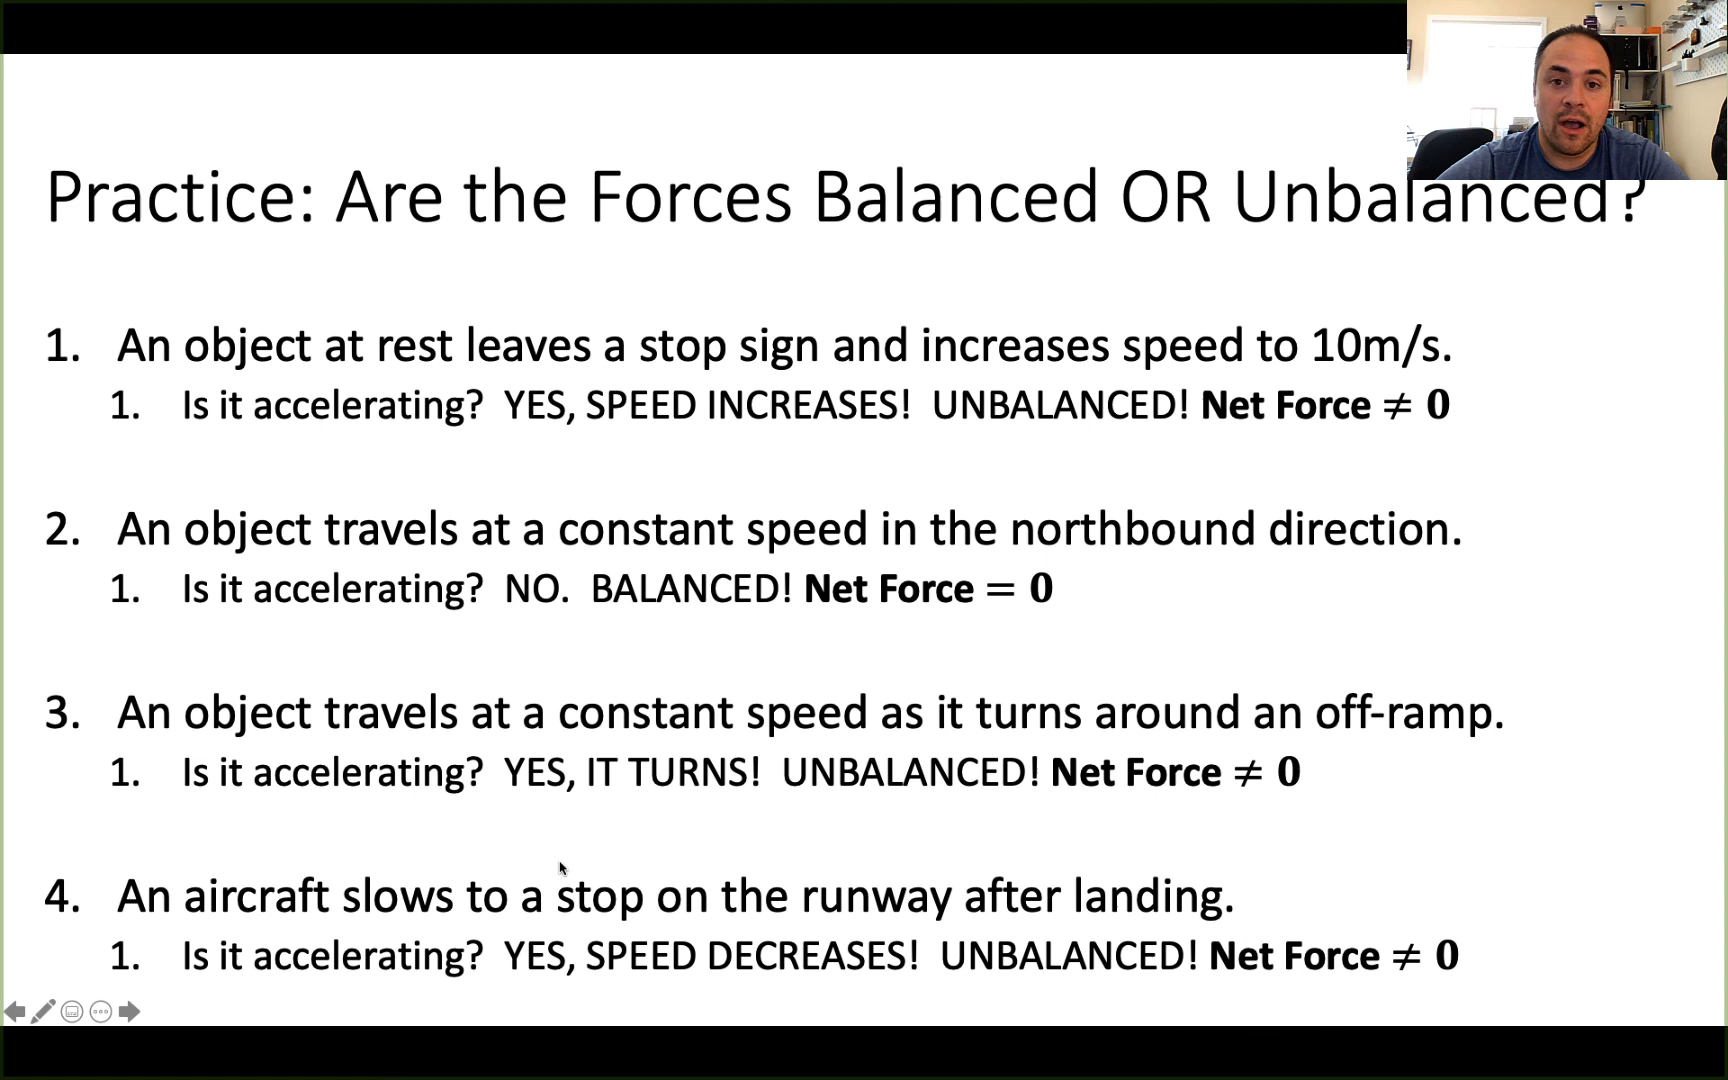 Practice: Are the Forces Balanced OR Unbalanced?
1. An object at rest leaves a stop sign and increases speed to 10m/s.
1. Is it accelerating? YES, SPEED INCREASES! UNBALANCED! Net Force ≠ 0
2. An object travels at a constant speed in the northbound direction.
1. Is it accelerating? NO. BALANCED! Net Force = 0
3. An object travels at a constant speed as it turns around an off-ramp.
1. Is it accelerating? YES, IT TURNS! UNBALANCED! Net Force ≠ 0
4. An aircraft slows to a stop on the runway after landing.
1. Is it accelerating? YES, SPEED DECREASES! UNBALANCED! Net Force ≠ 0